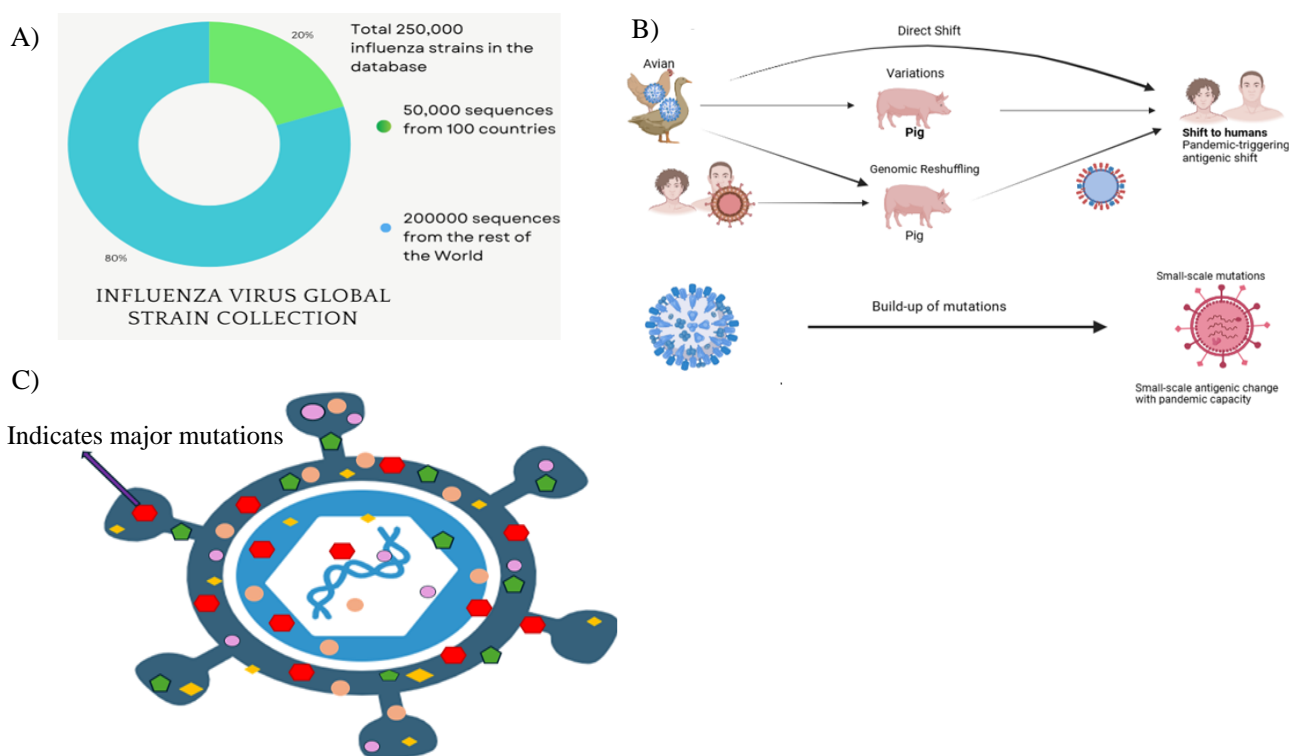 A)
20%
Total 250,000
influenza strains in the
database
50,000 sequences
from 100 countries
200000 sequences
from the rest of
the World
80%
INFLUENZA VIRUS GLOBAL
STRAIN COLLECTION
B)
Direct Shift
Avian
Variations
Pig
Shift to humans
Pandemic-triggering
antigenic shift
Genomic Reshuffling
Pig
Small-scale mutations
Build-up of mutations
Small-scale antigenic change
with pandemic capacity
C)
Indicates major mutations